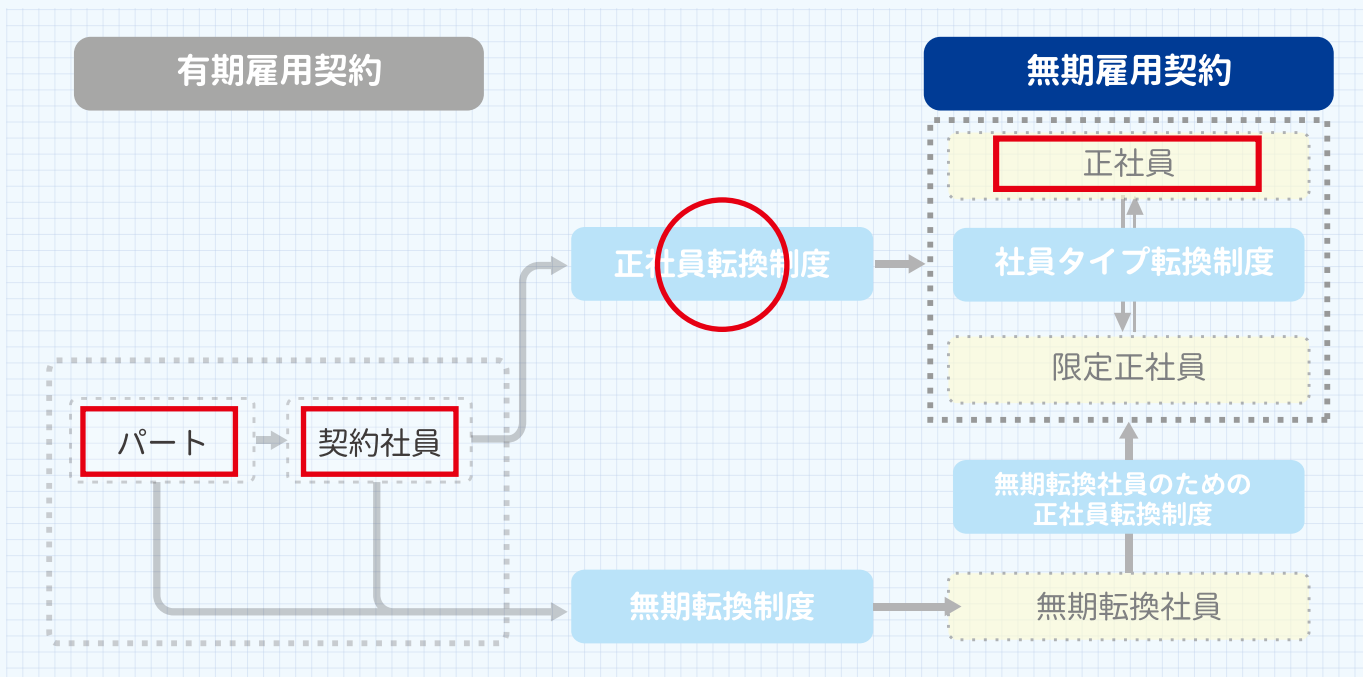 有期雇用契約
無期雇用契約
正社員
正社員転換制度
社員タイプ転換制度
限定正社員
パート
契約社員
無期転換社員のための
正社員転換制度
無期転換制度
無期転換社員